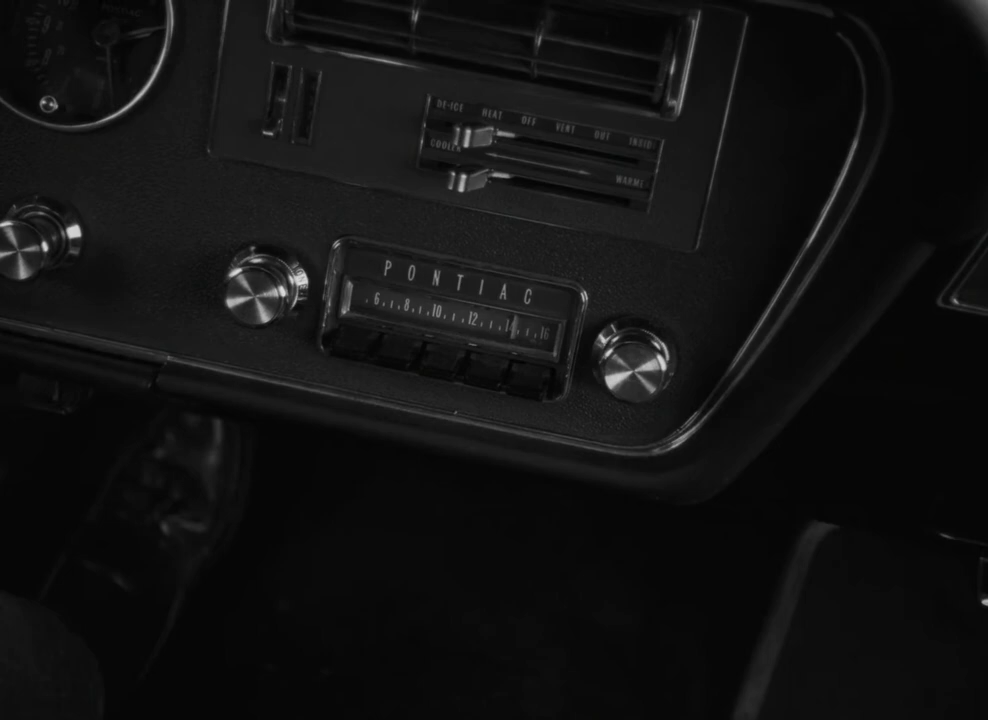 DE-ICE HEAT OFF VENT OUT INSIDE
COOLER
WARMER
PONTIAC
6 8 10 12 14 16